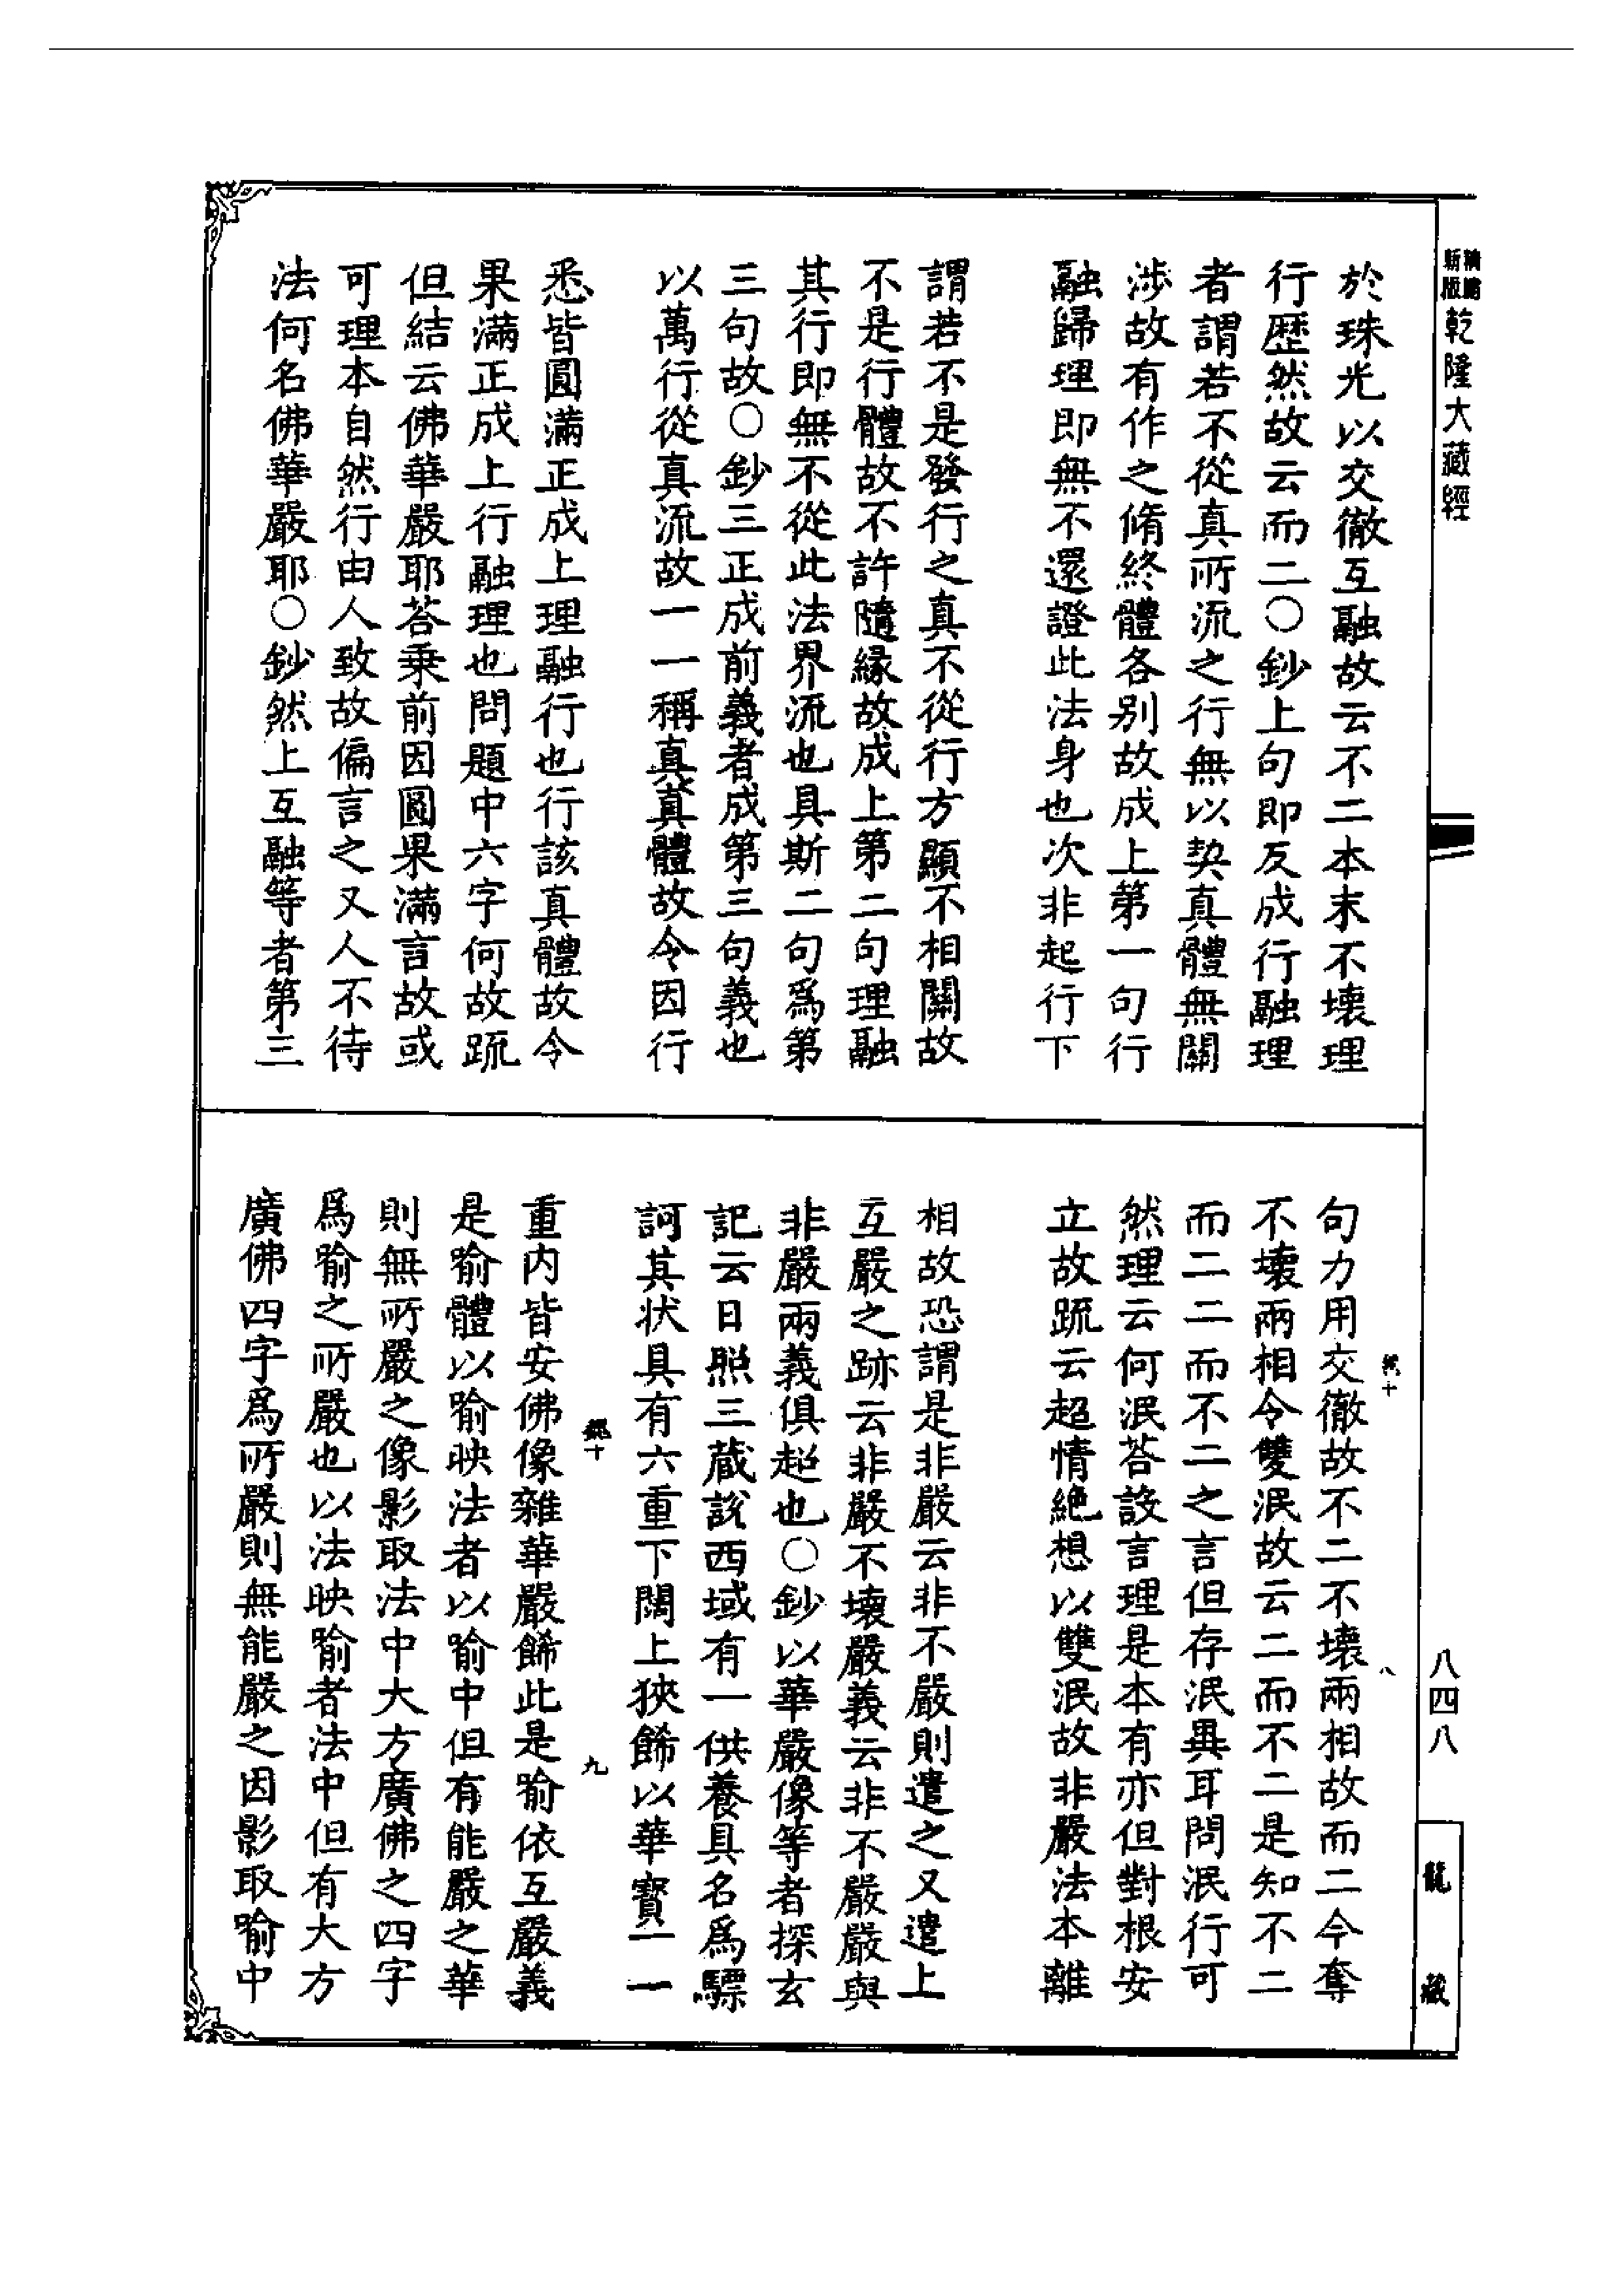 新版
精縮
乾隆大藏經
於珠光以交徹互融故云不二本末不壞理
行歷然故云而二○鈔上句即反成行融理
者謂若不從真所流之行無以契真體無關
涉故有作之脩終體各別故成上第一句行
融歸理即無不還證此法身也次非起行下
謂若不是發行之真不從行方顯不相關故
不是行體故不許隨緣故成上第二句理融
其行即無不從此法界流也具斯二句爲第
三句故○鈔三正成前義者成第三句義也
以萬行從真流故一一稱真真體故令因行
悉皆圓滿正成上理融行也行該真體故令
果滿正成上行融理也問題中六字何故䟽
但結云佛華嚴耶荅乗前因圓果滿言故或
可理本自然行由人致故偏言之又人不待
法何名佛華嚴耶○鈔然上互融等者第三
句力用交徹故不二不壞兩相故而二今奪
不壞兩相令雙泯故云二而不二是知不二
而二二而不二之言但存泯異耳問泯行可
然理云何泯荅設言理是本有亦但對根安
立故䟽云超情絶想以雙泯故非嚴法本離
相故恐謂是非嚴云非不嚴則遣之又遣上
互嚴之跡云非嚴不壞嚴義云非不嚴嚴與
非嚴兩義俱超也○鈔以華嚴像等者探玄
記云日照三藏說西域有一供養具名爲驃
訶其狀具有六重下闊上狹餙以華寳一一
重内皆安佛像雜華嚴餙此是喻依互嚴義
是喻體以喻映法者以喻中但有能嚴之華
則無所嚴之像影取法中大方廣佛之四字
爲喻之所嚴也以法映喻者法中但有大方
廣佛四字爲所嚴則無能嚴之因影取喻中
十
八
十
九
八四八
龍藏